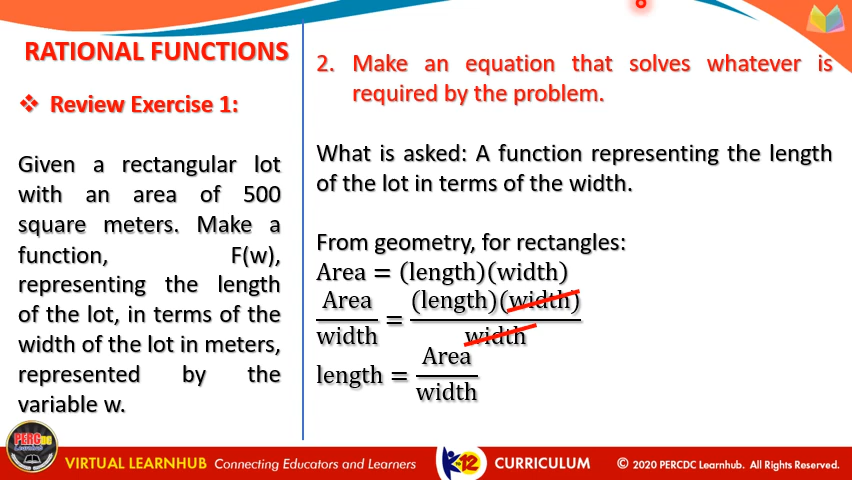 RATIONAL FUNCTIONS
❖ Review Exercise 1:
Given a rectangular lot
with an area of 500
square meters. Make a
function, F(w),
representing the length
of the lot, in terms of the
width of the lot in meters,
represented by the
variable w.
2. Make an equation that solves whatever is
required by the problem.
What is asked: A function representing the length
of the lot in terms of the width.
From geometry, for rectangles:
Area = (length)(width)
Area/width = (length)(width)/width
length = Area/width
PERCDC
Learnhub
VIRTUAL LEARNHUB Connecting Educators and Learners
K to 12 CURRICULUM
© 2020 PERCDC Learnhub. All Rights Reserved.